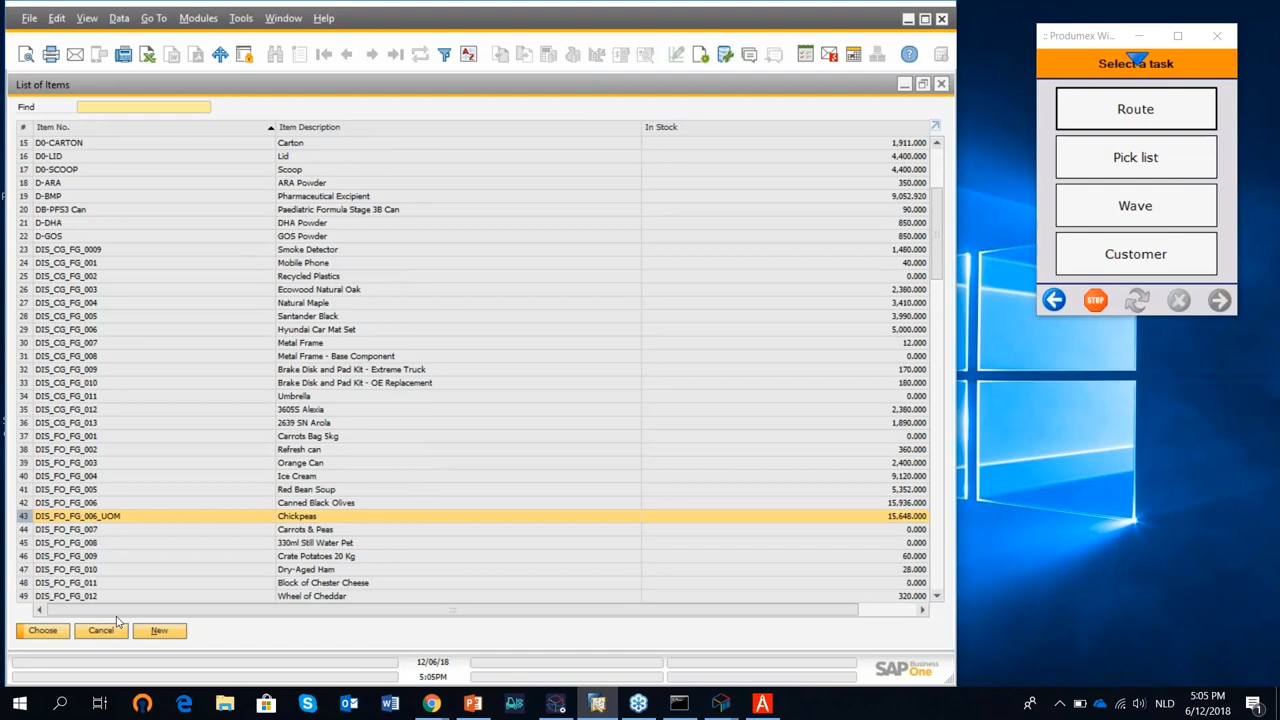 File Edit View Data Go To Modules Tools Window Help
:: Produmex Wi...
List of Items
Select a task
Find
Route
# Item No. Item Description In Stock
15 D0-CARTON Carton 1,911.000
16 D0-LID Lid 4,400.000
17 D0-SCOOP Scoop 4,400.000
18 D-ARA ARA Powder 350.000
19 D-BMP Pharmaceutical Excipient 9,052.920
20 DB-PFS3 Can Paediatric Formula Stage 3B Can 90.000
21 D-DHA DHA Powder 850.000
22 D-GOS GOS Powder 850.000
23 DIS_CG_FG_0009 Smoke Detector 1,480.000
24 DIS_CG_FG_001 Mobile Phone 40.000
25 DIS_CG_FG_002 Recycled Plastics 0.000
26 DIS_CG_FG_003 Ecowood Natural Oak 2,380.000
27 DIS_CG_FG_004 Natural Maple 3,410.000
28 DIS_CG_FG_005 Santander Black 3,990.000
29 DIS_CG_FG_006 Hyundai Car Mat Set 5,000.000
30 DIS_CG_FG_007 Metal Frame 12.000
31 DIS_CG_FG_008 Metal Frame - Base Component 0.000
32 DIS_CG_FG_009 Brake Disk and Pad Kit - Extreme Truck 170.000
33 DIS_CG_FG_010 Brake Disk and Pad Kit - OE Replacement 180.000
34 DIS_CG_FG_011 Umbrella 0.000
35 DIS_CG_FG_012 3605S Alexia 2,380.000
36 DIS_CG_FG_013 2639 SN Arola 1,890.000
37 DIS_FO_FG_001 Carrots Bag 5kg 0.000
38 DIS_FO_FG_002 Refresh can 360.000
39 DIS_FO_FG_003 Orange Can 2,400.000
40 DIS_FO_FG_004 Ice Cream 9,120.000
41 DIS_FO_FG_005 Red Bean Soup 5,352.000
42 DIS_FO_FG_006 Canned Black Olives 15,936.000
43 DIS_FO_FG_006_UOM Chickpeas 15,648.000
44 DIS_FO_FG_007 Carrots & Peas 0.000
45 DIS_FO_FG_008 330ml Still Water Pet 0.000
46 DIS_FO_FG_009 Crate Potatoes 20 Kg 60.000
47 DIS_FO_FG_010 Dry-Aged Ham 28.000
48 DIS_FO_FG_011 Block of Chester Cheese 0.000
49 DIS_FO_FG_012 Wheel of Cheddar 320.000
Pick list
Wave
Customer
STOP
Choose Cancel New
12/06/18
5:05PM
SAP Business One
NLD
5:05 PM
6/12/2018
1